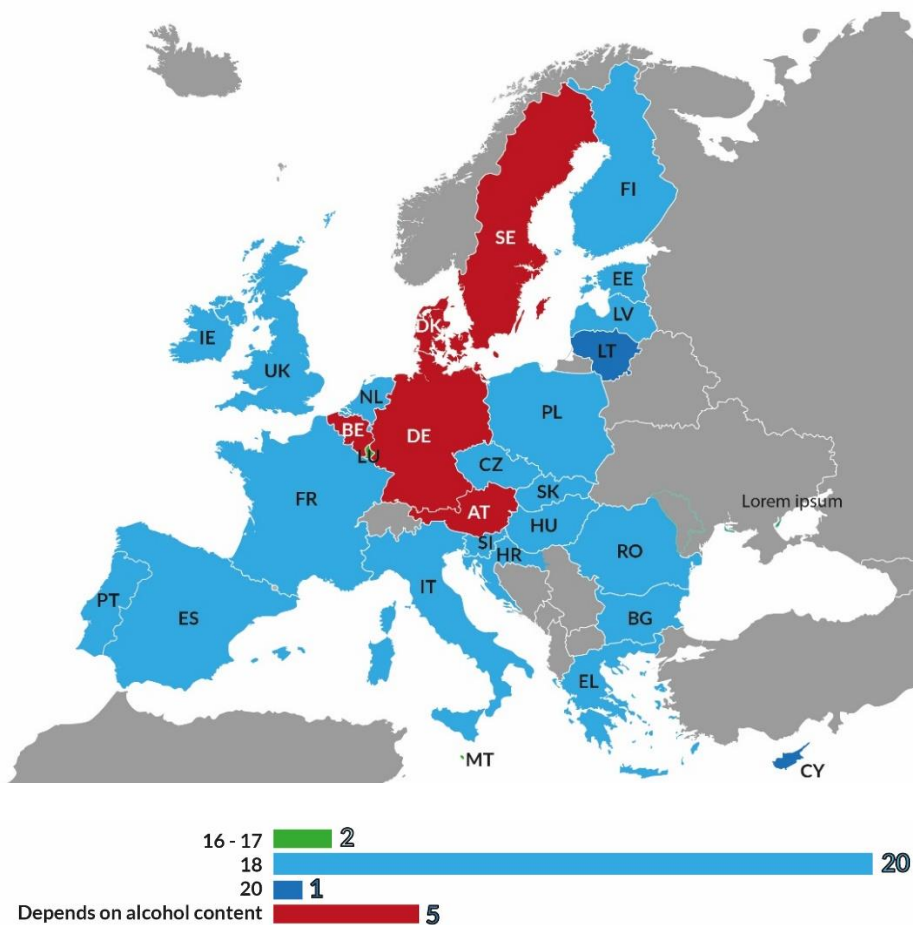 FI
SE
EE
LV
DK
LT
IE
UK
NL
PL
BE
DE
LU
CZ
FR
SK
AT
Lorem ipsum
HU
SI
HR
RO
IT
PT
ES
BG
EL
MT
CY
16 - 17 2
18 20
20 1
Depends on alcohol content 5